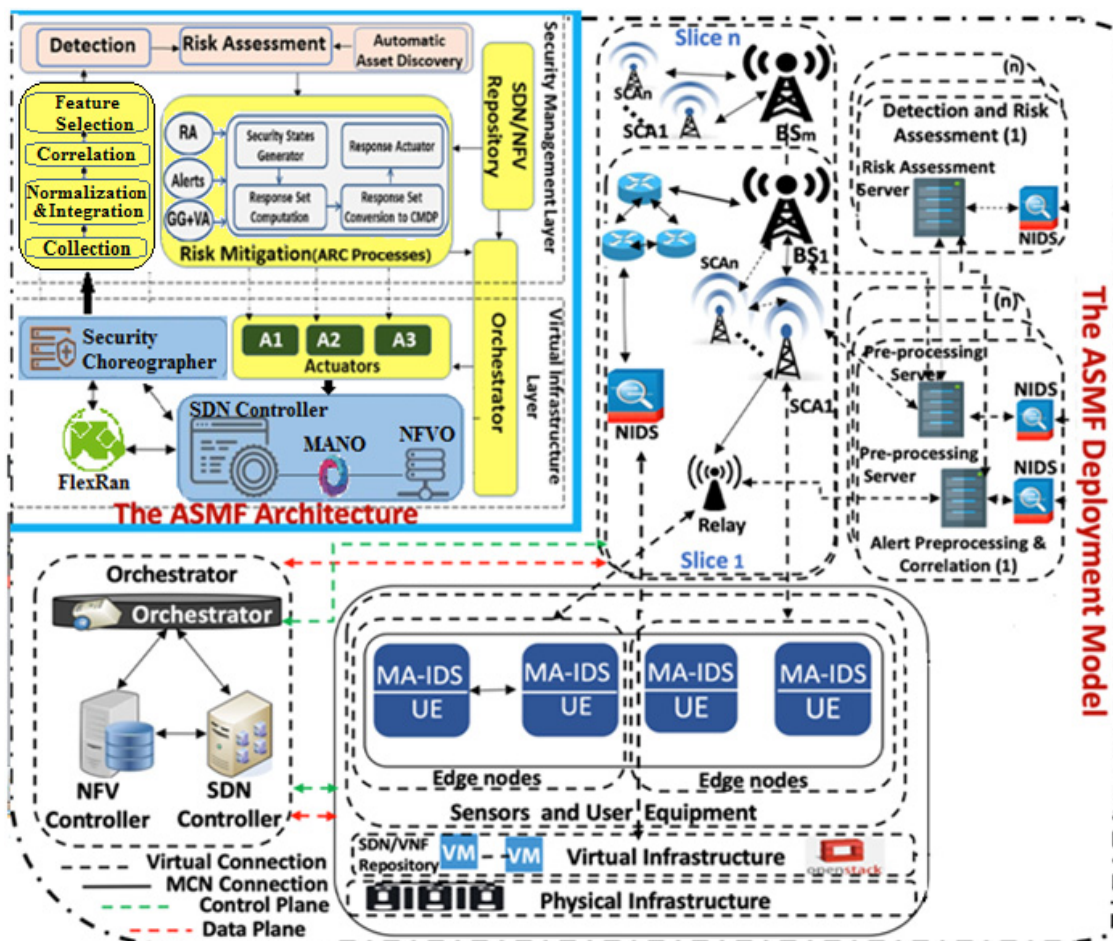 Detection
Risk Assessment
Automatic
Asset Discovery
Feature
Selection
Correlation
Normalization
&Integration
Collection
RA
Alerts
GG+VA
Security States
Generator
Response Actuator
Response Set
Computation
Response Set
Conversion to CMDP
Risk Mitigation(ARC Processes)
SDN/NFV
Repository
Security Management Layer
Orchestrator
Virtual Infrastructure
Layer
Security
Choreographer
A1
A2
A3
Actuators
SDN Controller
MANO
NFVO
FlexRan
The ASMF Architecture
Slice n
SCAn
SCA1
BSm
BS1
SCAn
SCA1
NIDS
Relay
Slice 1
(n)
Detection and Risk
Assessment (1)
Risk Assessment
Server
NIDS
(n)
Pre-processing
Server
NIDS
Pre-processing
Server
NIDS
Alert Preprocessing &
Correlation (1)
The ASMF Deployment Model
Orchestrator
Orchestrator
NFV
Controller
SDN
Controller
MA-IDS
UE
MA-IDS
UE
MA-IDS
UE
MA-IDS
UE
Edge nodes
Edge nodes
Sensors and User Equipment
SDN/VNF
Repository
VM
VM
Virtual Infrastructure
openstack
Physical Infrastructure
Virtual Connection
MCN Connection
Control Plane
Data Plane